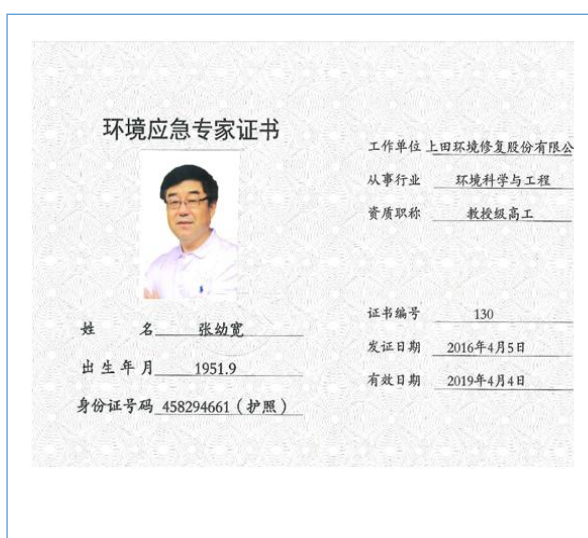 环境应急专家证书
姓 名 张幼宽
出生年月 1951.9
身份证号码 458294661（护照）
工作单位 上田环境修复股份有限公
从事行业 环境科学与工程
资质职称 教授级高工
证书编号 130
发证日期 2016年4月5日
有效日期 2019年4月4日